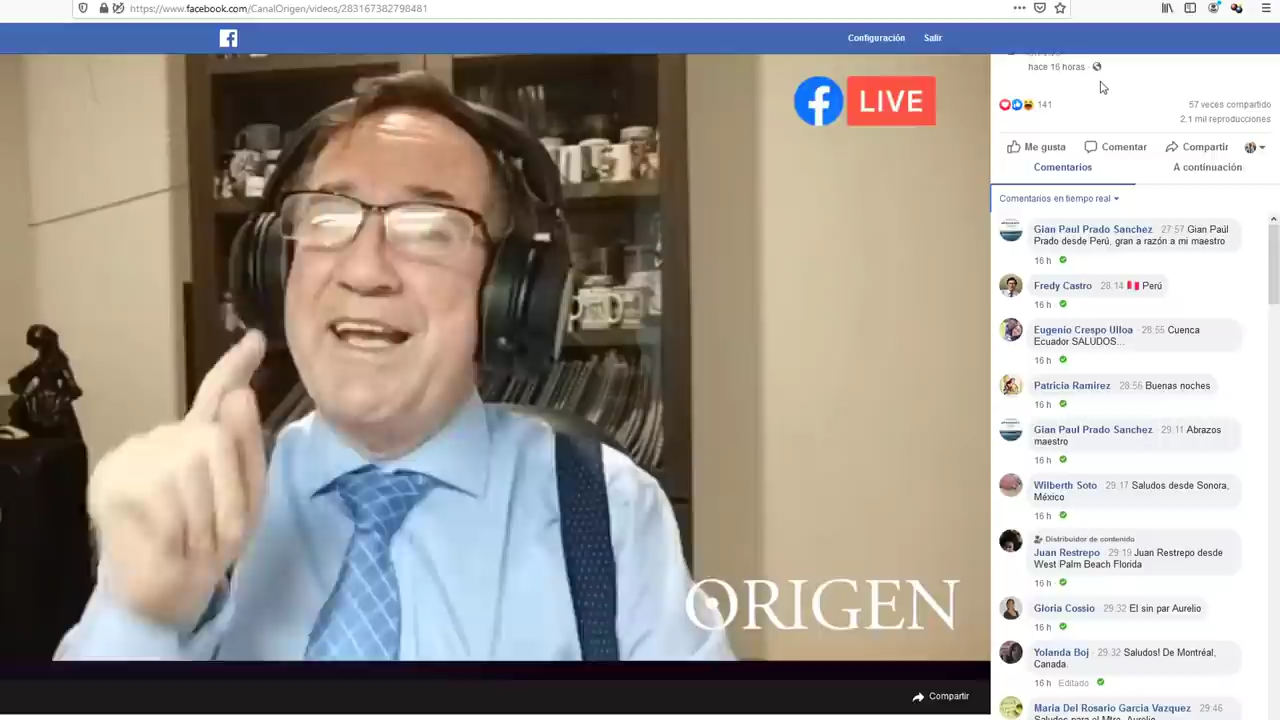 https://www.facebook.com/CanalOrigen/videos/283167382798481
Configuración
Salir
LIVE
ORIGEN
Compartir
hace 16 horas ·
141
57 veces compartido
2.1 mil reproducciones
Me gusta
Comentar
Compartir
Comentarios
A continuación
Comentarios en tiempo real
Gian Paul Prado Sanchez · 27:57 Gian Paúl
Prado desde Perú, gran a razón a mi maestro
16 h
Fredy Castro · 28:14 Perú
16 h
Eugenio Crespo Ulloa · 28:55 Cuenca
Ecuador SALUDOS...
16 h
Patricia Ramirez · 28:56 Buenas noches
16 h
Gian Paul Prado Sanchez · 29:11 Abrazos
maestro
16 h
Wilberth Soto · 29:17 Saludos desde Sonora,
México
16 h
Distribuidor de contenido
Juan Restrepo · 29:19 Juan Restrepo desde
West Palm Beach Florida
16 h
Gloria Cossio · 29:32 El sin par Aurelio
16 h
Yolanda Boj · 29:32 Saludos! De Montréal,
Canada.
16 h Editado
Maria Del Rosario Garcia Vazquez · 29:46
Saludos para el Mtro. Aurelio